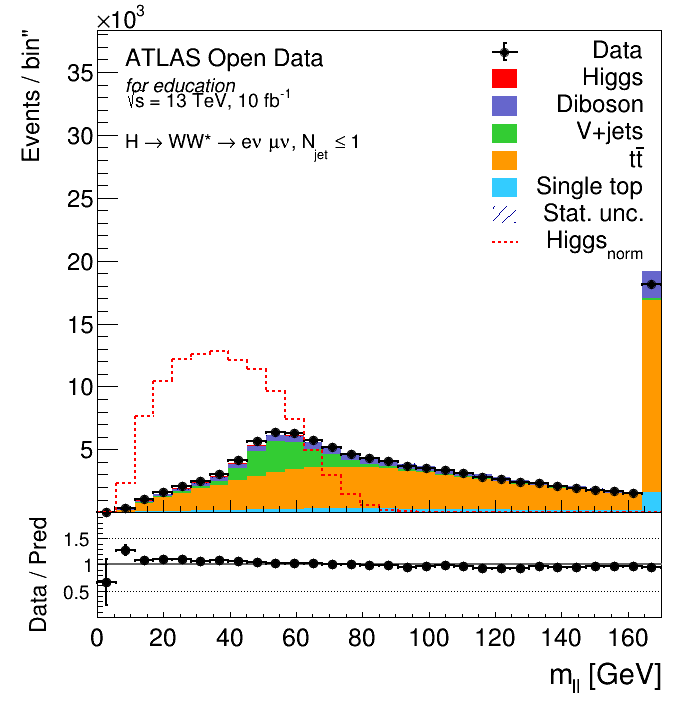 ×10³
Events / bin"
ATLAS Open Data
for education
√s = 13 TeV, 10 fb⁻¹
H → WW* → eν μν, N_jet ≤ 1
Data
Higgs
Diboson
V+jets
tt̄
Single top
Stat. unc.
Higgs_norm
35
30
25
20
15
10
5
Data / Pred
1.5
1
0.5
0 20 40 60 80 100 120 140 160
m_ll [GeV]